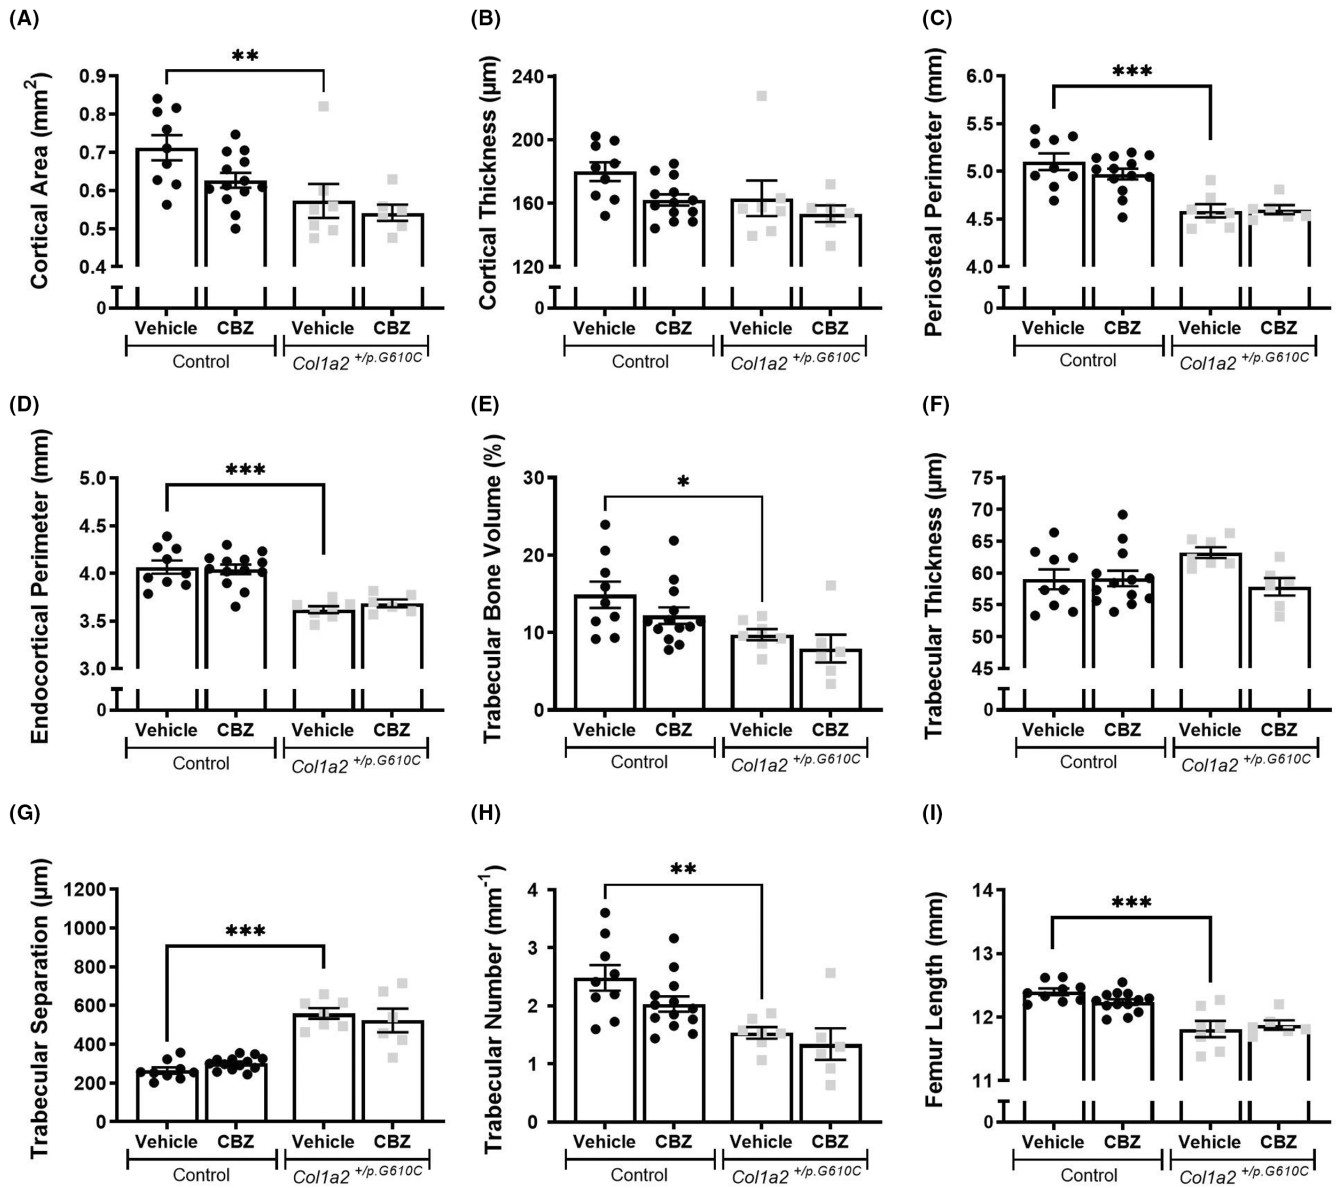 (A)
Cortical Area (mm²)
**
0.9
0.8
0.7
0.6
0.5
0.4
0
Vehicle CBZ Vehicle CBZ
Control Col1a2 +/p.G610C
(B)
Cortical Thickness (µm)
240
200
160
120
0
Vehicle CBZ Vehicle CBZ
Control Col1a2 +/p.G610C
(C)
Periosteal Perimeter (mm)
***
6.0
5.5
5.0
4.5
4.0
0
Vehicle CBZ Vehicle CBZ
Control Col1a2 +/p.G610C
(D)
Endocortical Perimeter (mm)
***
5.0
4.5
4.0
3.5
3.0
0
Vehicle CBZ Vehicle CBZ
Control Col1a2 +/p.G610C
(E)
Trabecular Bone Volume (%)
*
30
20
10
0
Vehicle CBZ Vehicle CBZ
Control Col1a2 +/p.G610C
(F)
Trabecular Thickness (µm)
75
70
65
60
55
50
45
0
Vehicle CBZ Vehicle CBZ
Control Col1a2 +/p.G610C
(G)
Trabecular Separation (µm)
***
1200
1000
800
600
400
200
0
Vehicle CBZ Vehicle CBZ
Control Col1a2 +/p.G610C
(H)
Trabecular Number (mm⁻¹)
**
4
3
2
1
0
Vehicle CBZ Vehicle CBZ
Control Col1a2 +/p.G610C
(I)
Femur Length (mm)
***
14
13
12
11
0
Vehicle CBZ Vehicle CBZ
Control Col1a2 +/p.G610C